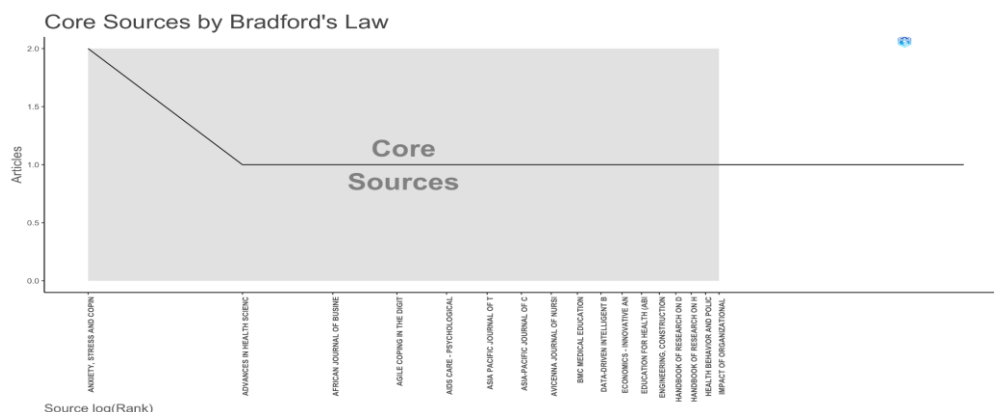 Core Sources by Bradford's Law
2.0
1.5
1.0
0.5
0.0
Articles
Core
Sources
ANXIETY, STRESS AND COPIN
ADVANCES IN HEALTH SCIENC
AFRICAN JOURNAL OF BUSINE
AGILE COPING IN THE DIGIT
AIDS CARE - PSYCHOLOGICAL
ASIA PACIFIC JOURNAL OF T
ASIA-PACIFIC JOURNAL OF C
AVICENNA JOURNAL OF NURSI
BMC MEDICAL EDUCATION
DATA-DRIVEN INTELLIGENT B
ECONOMICS - INNOVATIVE AN
EDUCATION FOR HEALTH (ABI
ENGINEERING, CONSTRUCTION
HANDBOOK OF RESEARCH ON D
HANDBOOK OF RESEARCH ON H
HEALTH BEHAVIOR AND POLIC
IMPACT OF ORGANIZATIONAL
Source log(Rank)